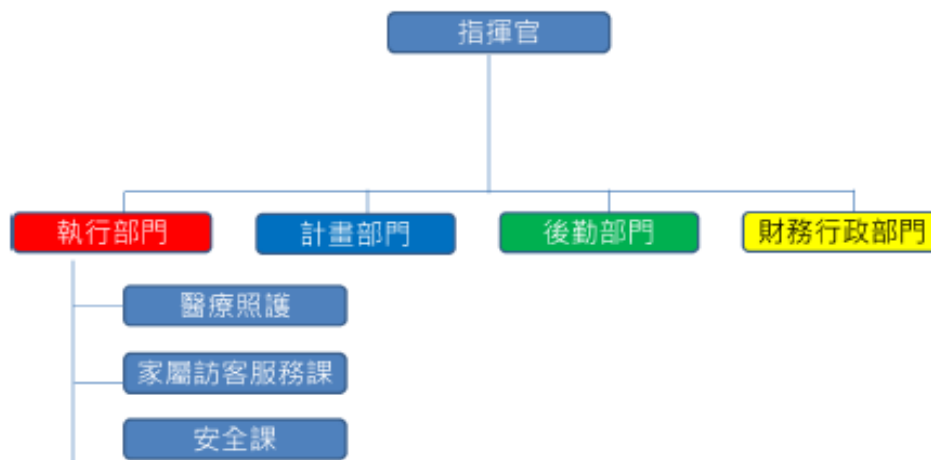 指揮官
執行部門
計畫部門
後勤部門
財務行政部門
醫療照護
家屬訪客服務課
安全課